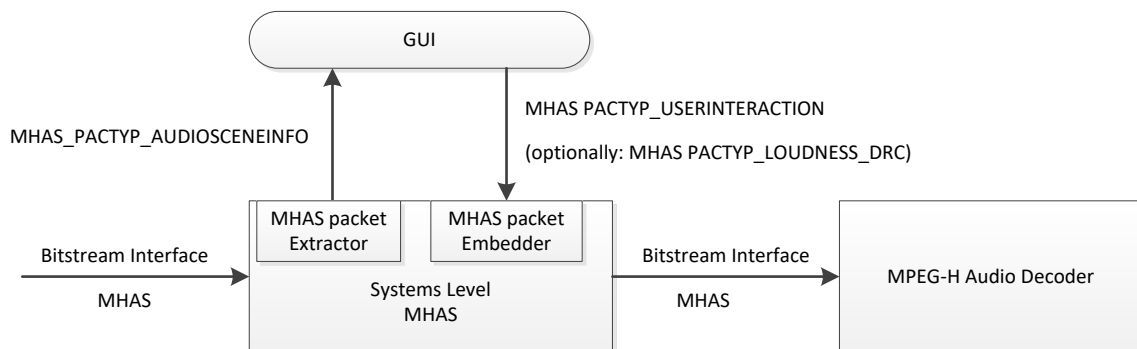 GUI
MHAS_PACTYP_AUDIOSCENEINFO
MHAS PACTYP_USERINTERACTION
(optionally: MHAS PACTYP_LOUDNESS_DRC)
MHAS packet
Extractor
MHAS packet
Embedder
Bitstream Interface
MHAS
Systems Level
MHAS
Bitstream Interface
MHAS
MPEG-H Audio Decoder